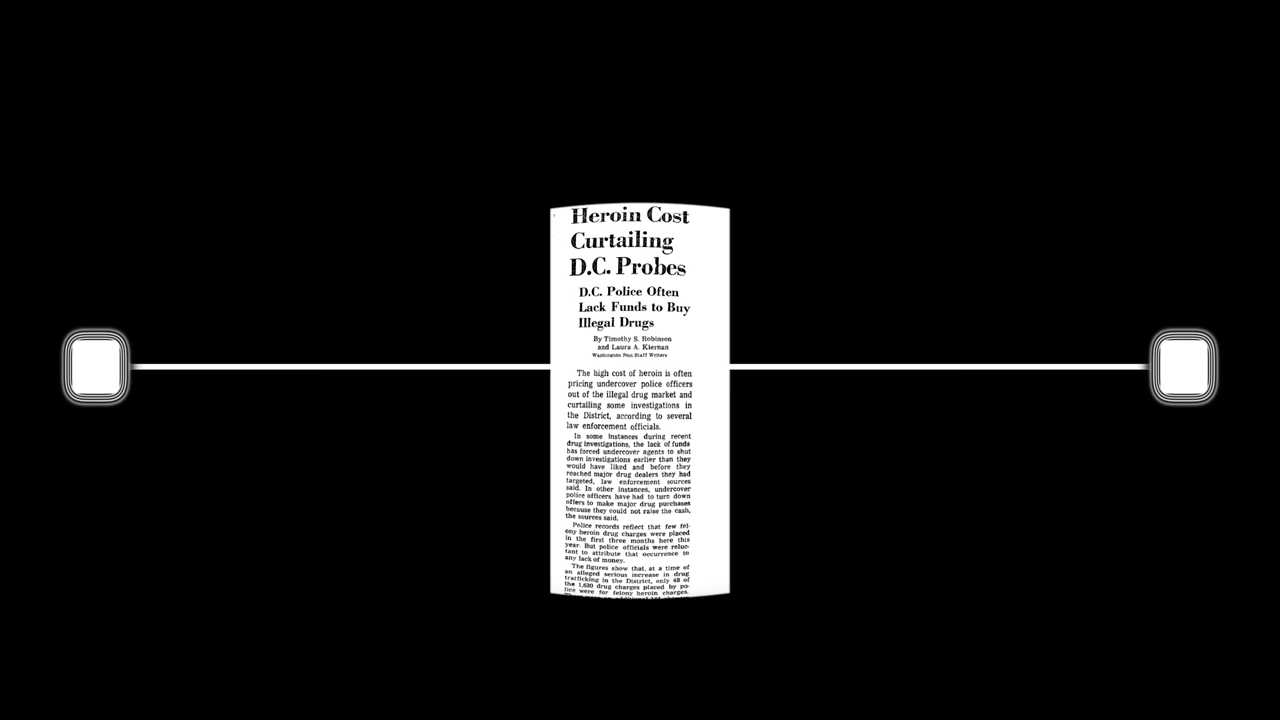 Heroin Cost
Curtailing
D.C. Probes
D.C. Police Often
Lack Funds to Buy
Illegal Drugs
By Timothy S. Robinson
and Laura A. Kiernan
Washington Post Staff Writers
The high cost of heroin is often
pricing undercover police officers
out of the illegal drug market and
curtailing some investigations in
the District, according to several
law enforcement officials.
In some instances during recent
drug investigations, the lack of funds
has forced undercover agents to shut
down investigations earlier than they
would have liked and before they
reached major drug dealers they had
targeted, law enforcement sources
said. In other instances, undercover
police officers have had to turn down
offers to make major drug purchases
because they could not raise the cash,
the sources said.
Police records reflect that few fel-
ony heroin drug charges were placed
in the first three months here this
year. But police officials were reluc-
tant to attribute that occurrence to
any lack of money.
The figures show that, at a time of
an alleged serious increase in drug
trafficking in the District, only 48 of
the 1,630 drug charges placed by po-
lice were for felony heroin charges.